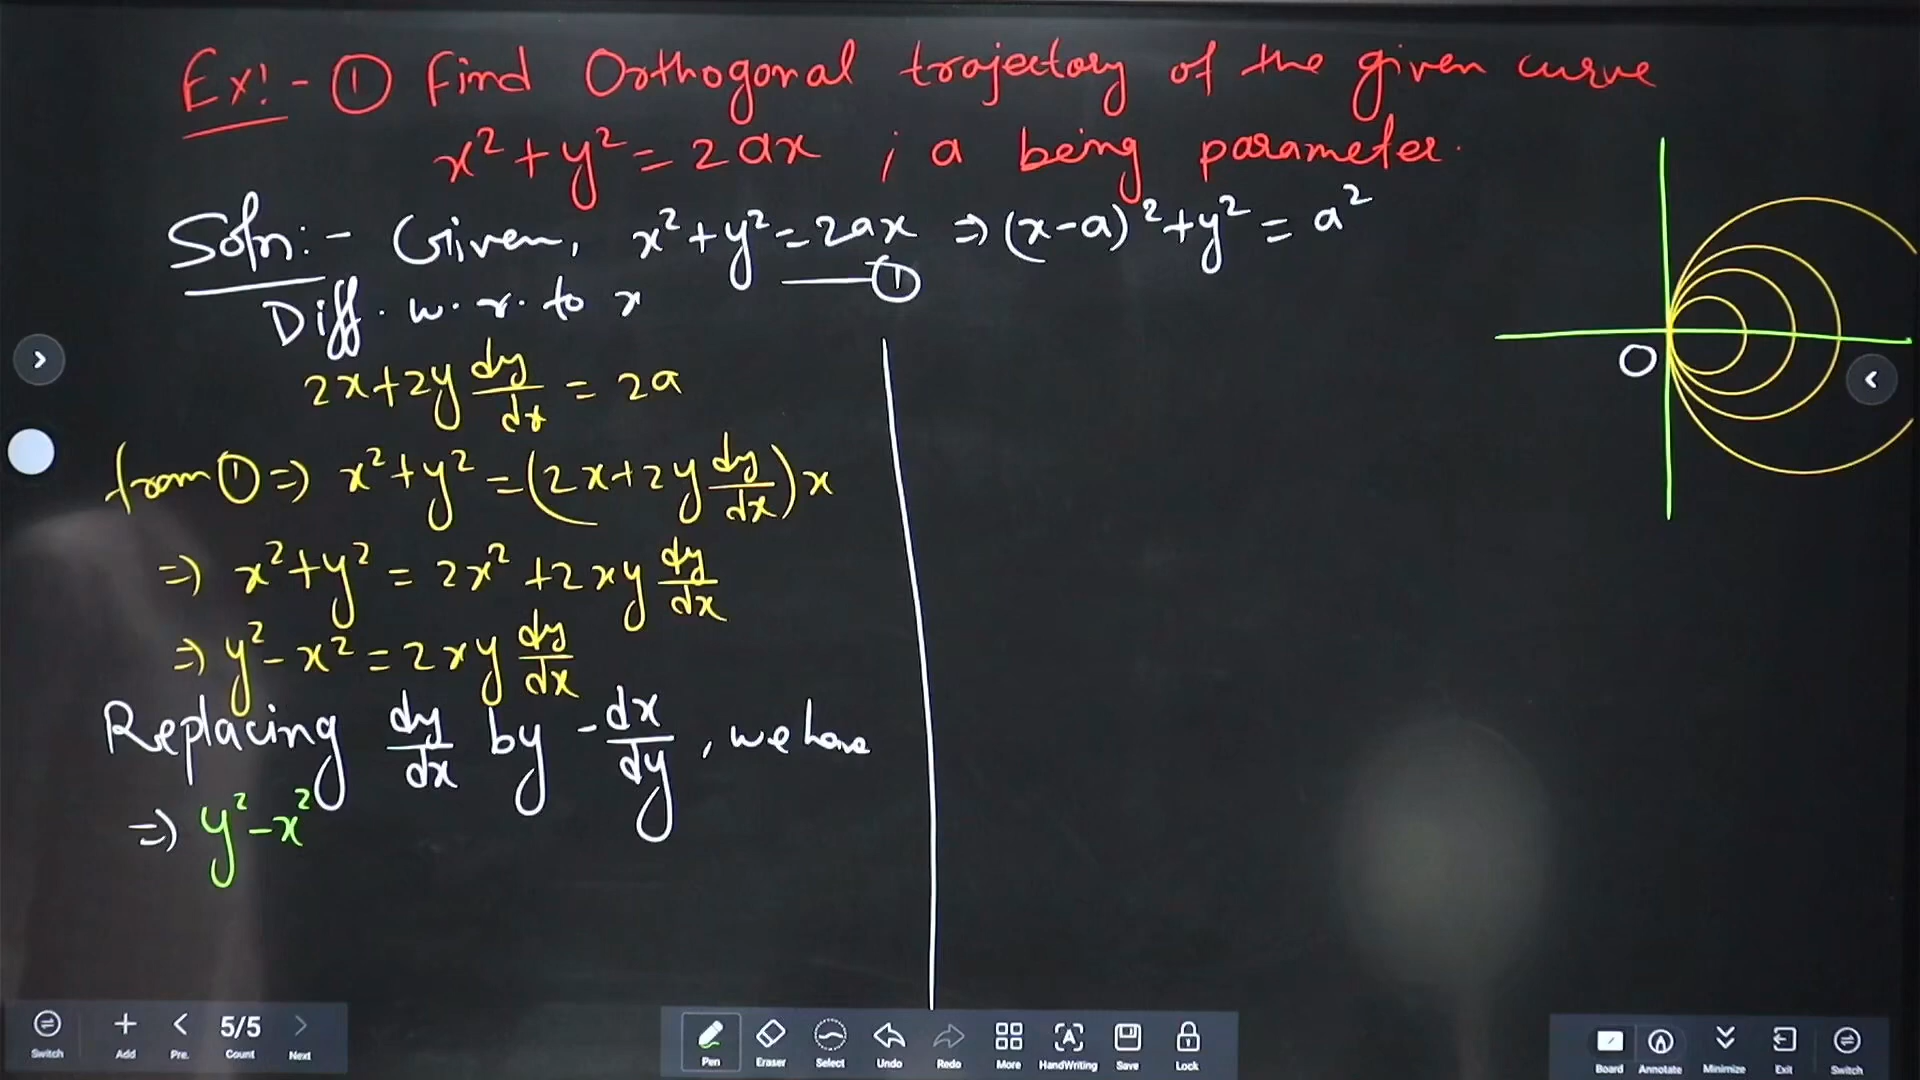 Ex! - ① Find Orthogonal trajectory of the given curve
x² + y² = 2ax ; a being parameter.
Soln:- Given, x²+y²=2ax ⇒ (x-a)²+y² = a²
—①
Diff. w.r. to x
2x+2y dy/dx = 2a
from ① ⇒ x²+y² = (2x+2y dy/dx)x
⇒ x²+y² = 2x²+2xy dy/dx
⇒ y²-x² = 2xy dy/dx
Replacing dy/dx by -dx/dy, we have
⇒ y²-x²
O
Switch Add Pre. 5/5 Count Next
Pen Eraser Select Undo Redo More HandWriting Save Lock
Board Annotate Minimize Exit Switch